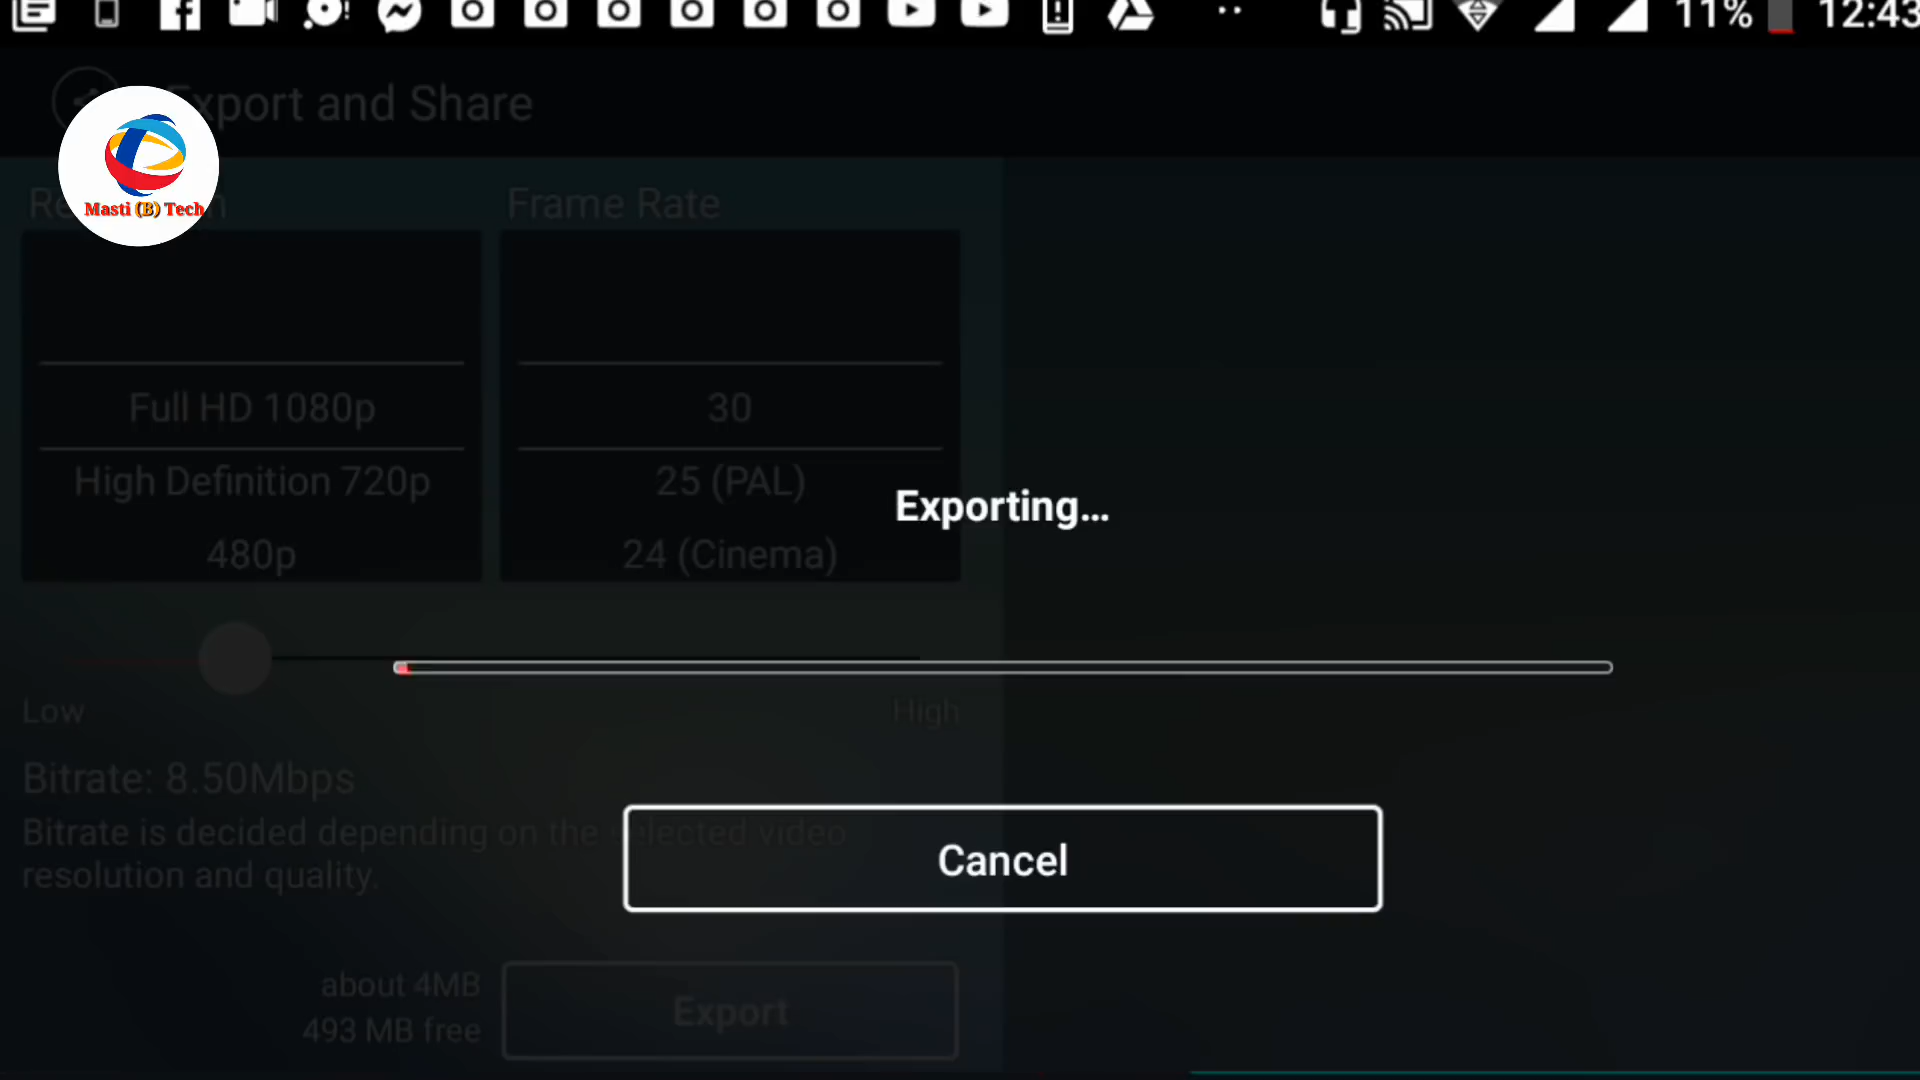 11% 12:43
Export and Share
Masti (B) Tech
Frame Rate
Full HD 1080p
High Definition 720p
480p
30
25 (PAL)
24 (Cinema)
Exporting...
Low
High
Bitrate: 8.50Mbps
Bitrate is decided depending on the selected video
resolution and quality.
Cancel
about 4MB
493 MB free
Export